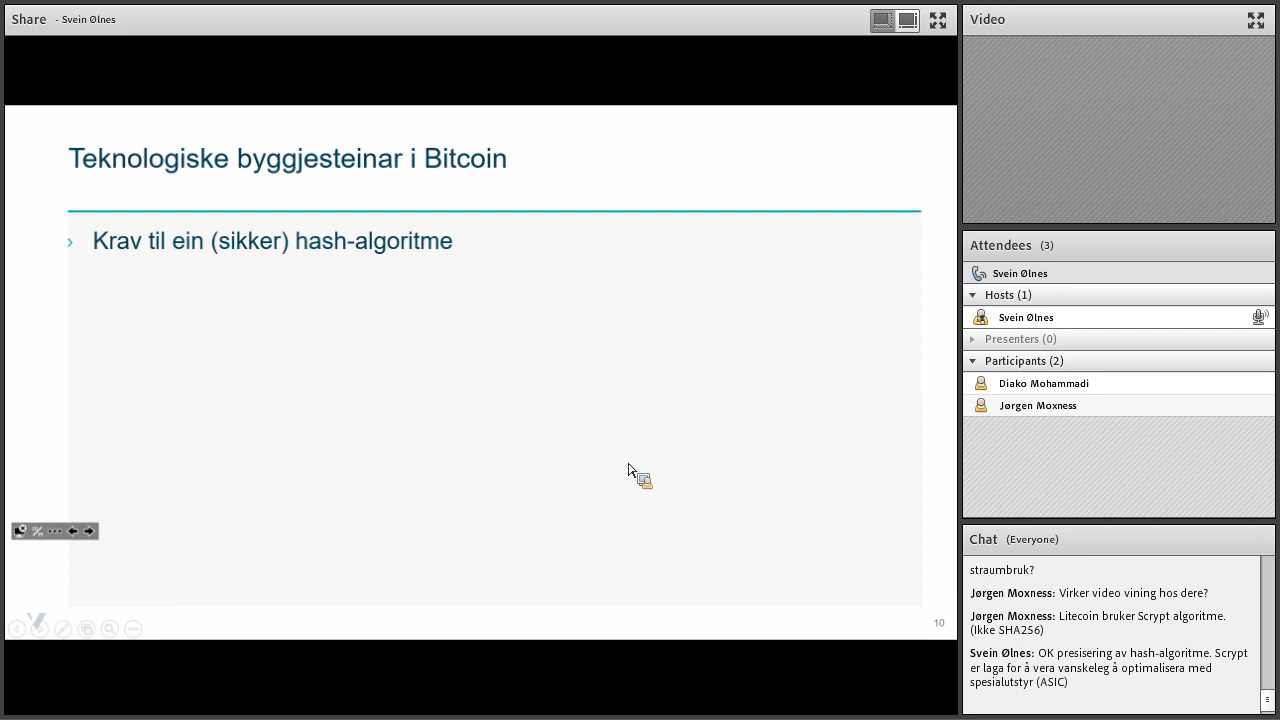 Share - Svein Ølnes
Teknologiske byggjesteinar i Bitcoin
› Krav til ein (sikker) hash-algoritme
10
Video
Attendees (3)
Svein Ølnes
Hosts (1)
Svein Ølnes
Presenters (0)
Participants (2)
Diako Mohammadi
Jørgen Moxness
Chat (Everyone)
straumbruk?
Jørgen Moxness: Virker video vining hos dere?
Jørgen Moxness: Litecoin bruker Scrypt algoritme.
(Ikke SHA256)
Svein Ølnes: OK presisering av hash-algoritme. Scrypt
er laga for å vera vanskeleg å optimalisera med
spesialutstyr (ASIC)